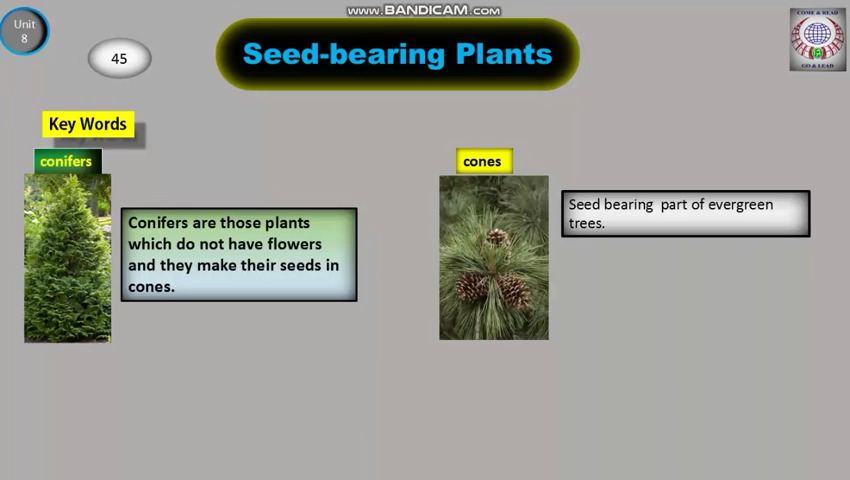 www.BANDICAM.com
Unit
8
45
Seed-bearing Plants
COME & READ
GO & LEAD
Key Words
conifers
Conifers are those plants
which do not have flowers
and they make their seeds in
cones.
cones
Seed bearing part of evergreen
trees.